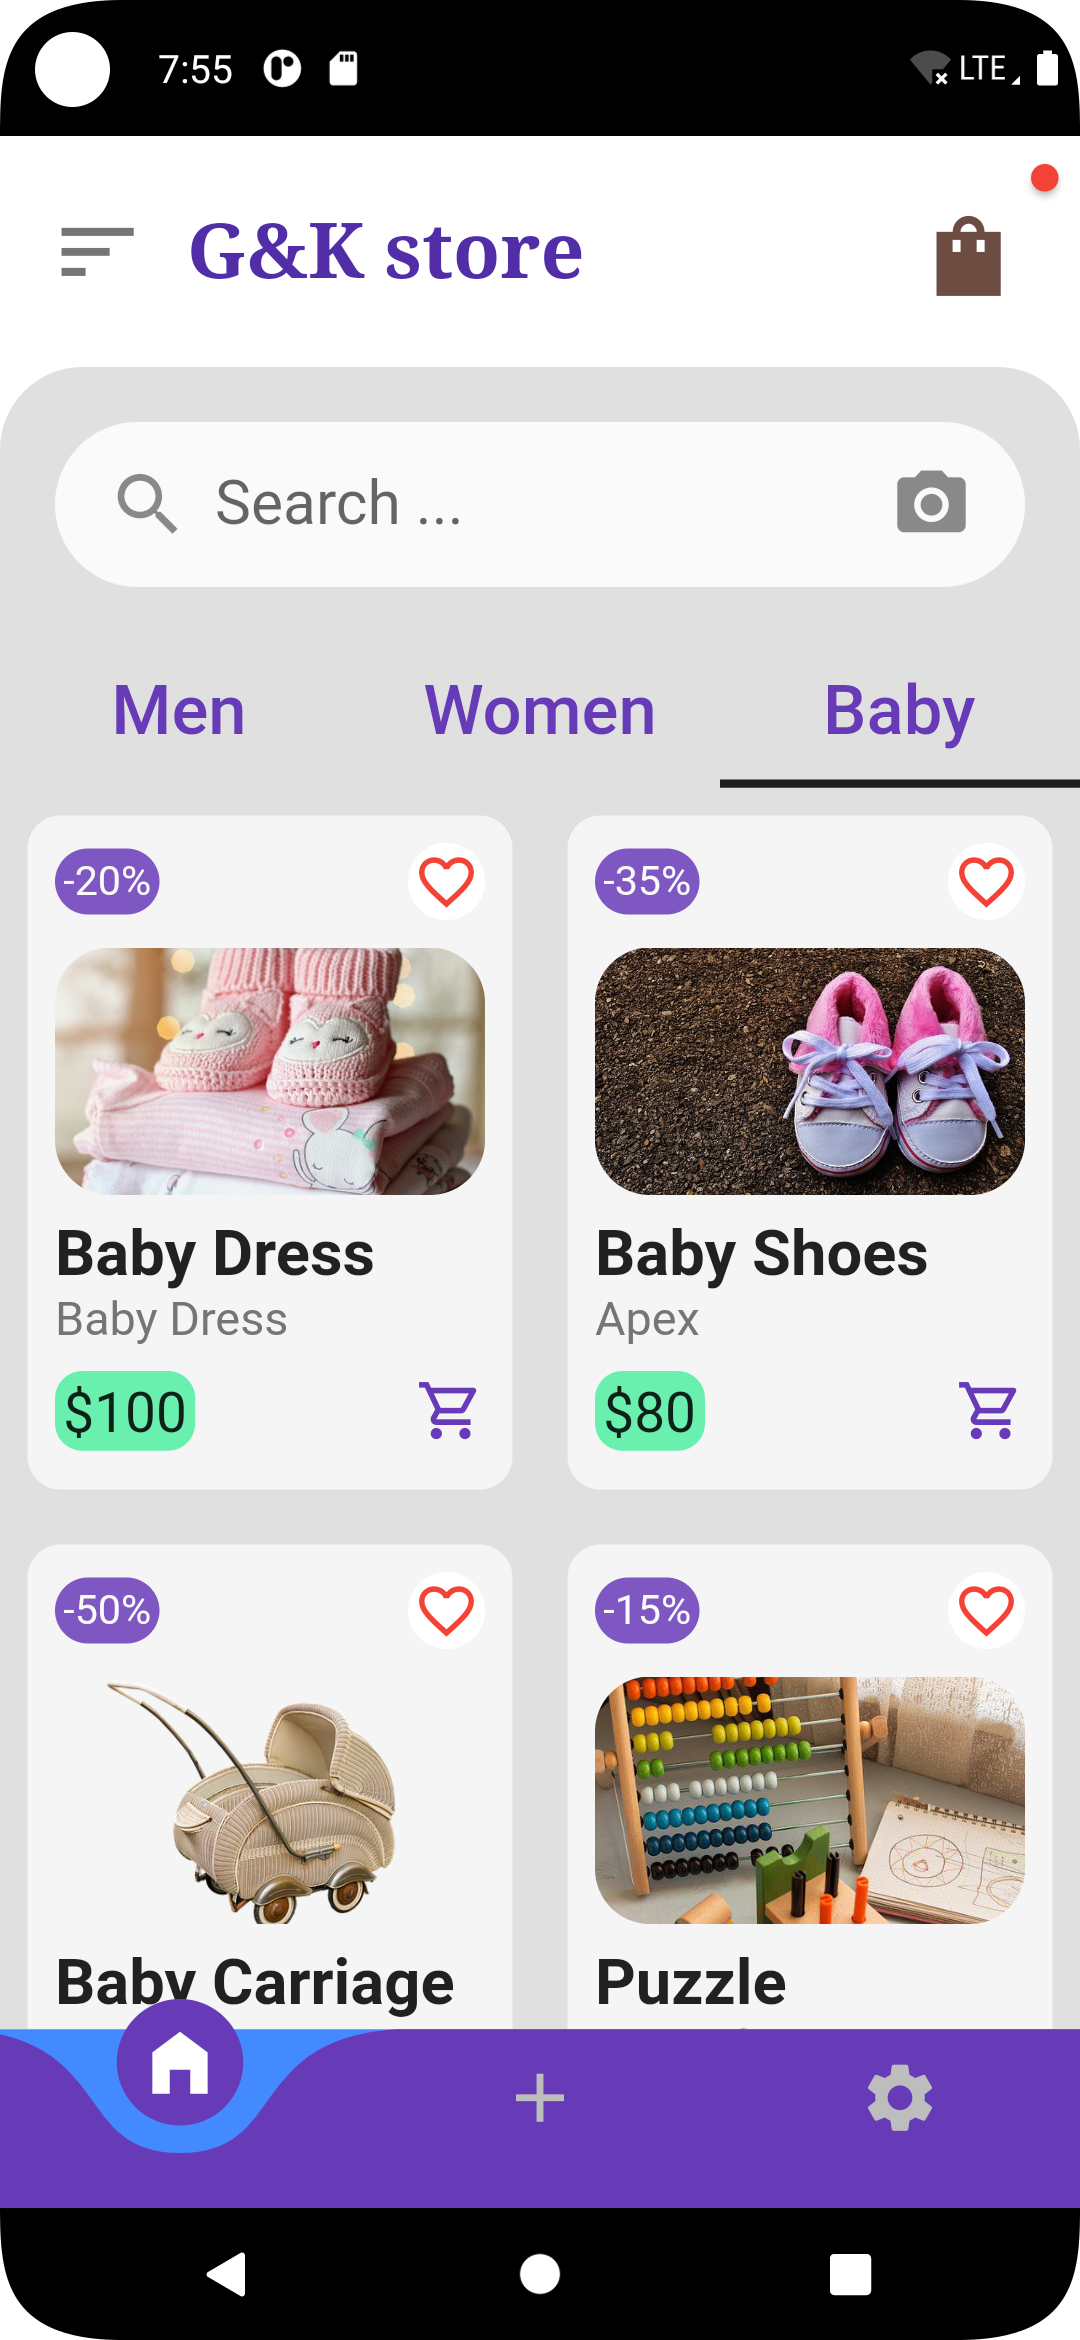 7:55
LTE
G&K store
Search ...
Men Women Baby
-20%
-35%
Baby Dress
Baby Dress
$100
Baby Shoes
Apex
$80
-50%
-15%
Baby Carriage
Puzzle